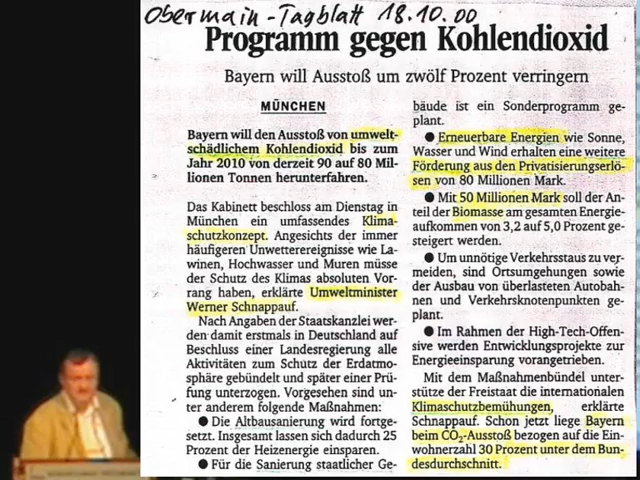 Obermain-Tagblatt 18.10.00
Programm gegen Kohlendioxid
Bayern will Ausstoß um zwölf Prozent verringern
MÜNCHEN
Bayern will den Ausstoß von umwelt-
schädlichem Kohlendioxid bis zum
Jahr 2010 von derzeit 90 auf 80 Mil-
lionen Tonnen herunterfahren.
Das Kabinett beschloss am Dienstag in
München ein umfassendes Klima-
schutzkonzept. Angesichts der immer
häufigeren Unwetterereignisse wie La-
winen, Hochwasser und Muren müsse
der Schutz des Klimas absoluten Vor-
rang haben, erklärte Umweltminister
Werner Schnappauf.
Nach Angaben der Staatskanzlei wer-
den damit erstmals in Deutschland auf
Beschluss einer Landesregierung alle
Aktivitäten zum Schutz der Erdatmo-
sphäre gebündelt und später einer Prü-
fung unterzogen. Vorgesehen sind un-
ter anderem folgende Maßnahmen:
● Die Altbausanierung wird fortge-
setzt. Insgesamt lassen sich dadurch 25
Prozent der Heizenergie einsparen.
● Für die Sanierung staatlicher Ge-
bäude ist ein Sonderprogramm ge-
plant.
● Erneuerbare Energien wie Sonne,
Wasser und Wind erhalten eine weitere
Förderung aus den Privatisierungserlö-
sen von 80 Millionen Mark.
● Mit 50 Millionen Mark soll der An-
teil der Biomasse am gesamten Energie-
aufkommen von 3,2 auf 5,0 Prozent ge-
steigert werden.
● Um unnötige Verkehrsstaus zu ver-
meiden, sind Ortsumgehungen sowie
der Ausbau von überlasteten Autobah-
nen und Verkehrsknotenpunkten ge-
plant.
● Im Rahmen der High-Tech-Offen-
sive werden Entwicklungsprojekte zur
Energieeinsparung vorangetrieben.
Mit dem Maßnahmenbündel unter-
stütze der Freistaat die internationalen
Klimaschutzbemühungen, erklärte
Schnappauf. Schon jetzt liege Bayern
beim CO₂-Ausstoß bezogen auf die Ein-
wohnerzahl 30 Prozent unter dem Bun-
desdurchschnitt.